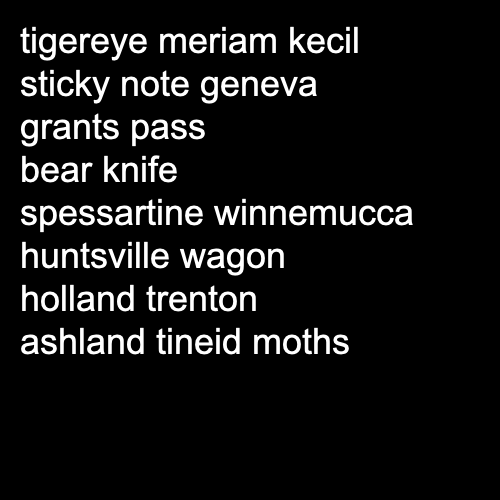 tigereye meriam kecil
sticky note geneva
grants pass
bear knife
spessartine winnemucca
huntsville wagon
holland trenton
ashland tineid moths